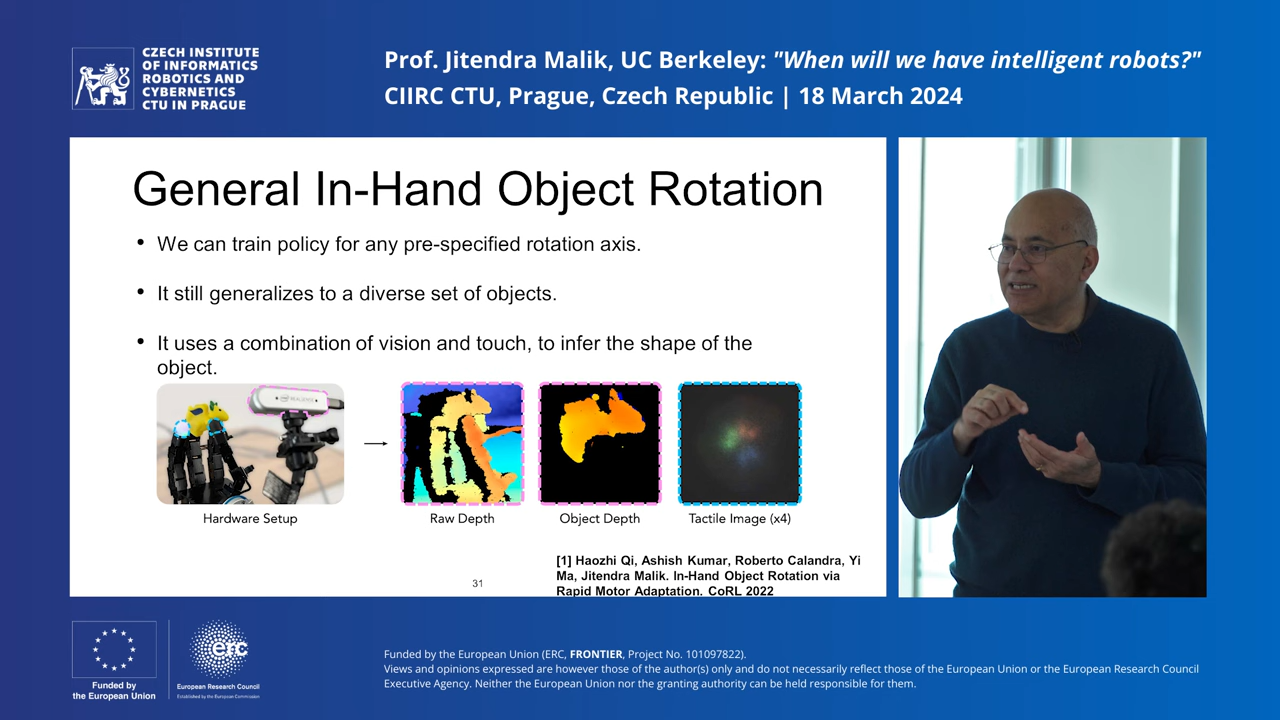 CZECH INSTITUTE
OF INFORMATICS
ROBOTICS AND
CYBERNETICS
CTU IN PRAGUE
Prof. Jitendra Malik, UC Berkeley: "When will we have intelligent robots?"
CIIRC CTU, Prague, Czech Republic | 18 March 2024
General In-Hand Object Rotation
• We can train policy for any pre-specified rotation axis.
• It still generalizes to a diverse set of objects.
• It uses a combination of vision and touch, to infer the shape of the
object.
Hardware Setup
Raw Depth
Object Depth
Tactile Image (x4)
[1] Haozhi Qi, Ashish Kumar, Roberto Calandra, Yi
Ma, Jitendra Malik. In-Hand Object Rotation via
Rapid Motor Adaptation. CoRL 2022
31
Funded by
the European Union
erc
European Research Council
Established by the European Commission
Funded by the European Union (ERC, FRONTIER, Project No. 101097822).
Views and opinions expressed are however those of the author(s) only and do not necessarily reflect those of the European Union or the European Research Council
Executive Agency. Neither the European Union nor the granting authority can be held responsible for them.